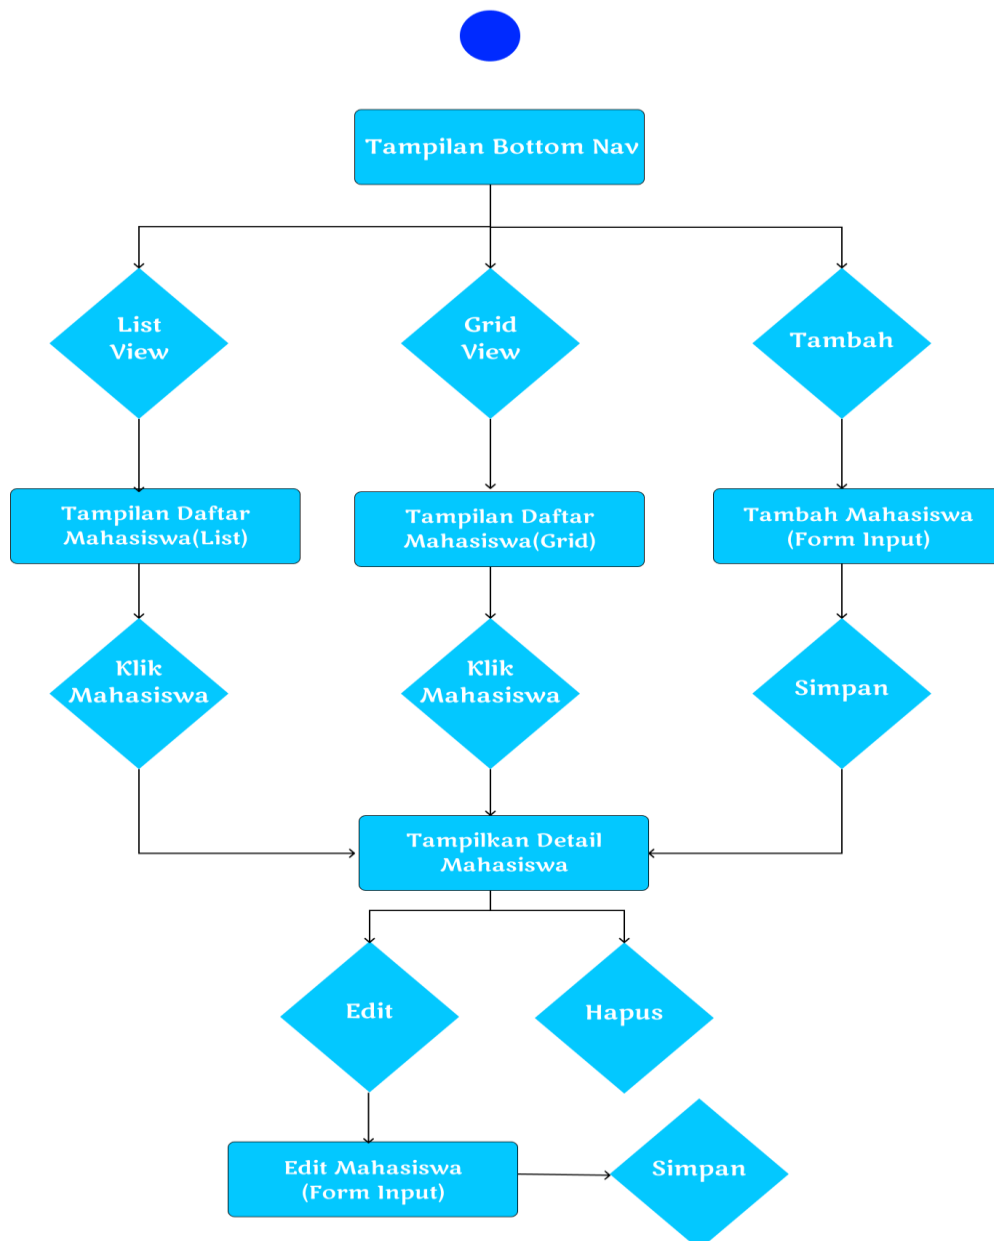 Tampilan Bottom Nav
List
View
Grid
View
Tambah
Tampilan Daftar
Mahasiswa(List)
Tampilan Daftar
Mahasiswa(Grid)
Tambah Mahasiswa
(Form Input)
Klik
Mahasiswa
Klik
Mahasiswa
Simpan
Tampilkan Detail
Mahasiswa
Edit
Hapus
Edit Mahasiswa
(Form Input)
Simpan